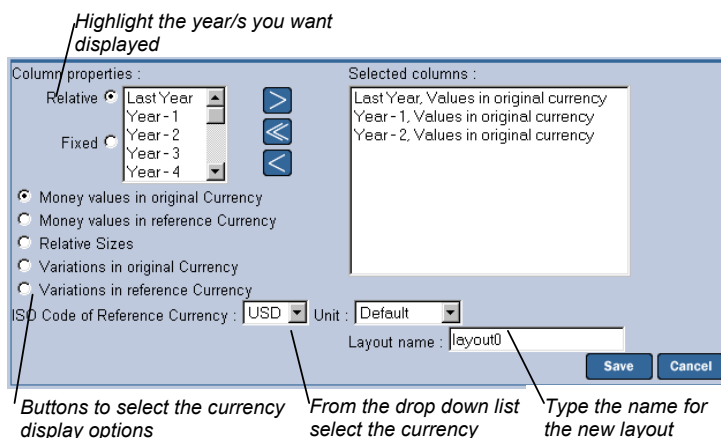 Highlight the year/s you want
displayed
Column properties :
Selected columns :
Relative
Last Year
Year - 1
Fixed
Year - 2
Year - 3
Year - 4
>
≪
<
Last Year, Values in original currency
Year - 1, Values in original currency
Year - 2, Values in original currency
Money values in original Currency
Money values in reference Currency
Relative Sizes
Variations in original Currency
Variations in reference Currency
ISO Code of Reference Currency : USD Unit : Default
Layout name : layout0
Save Cancel
Buttons to select the currency
display options
From the drop down list
select the currency
Type the name for
the new layout